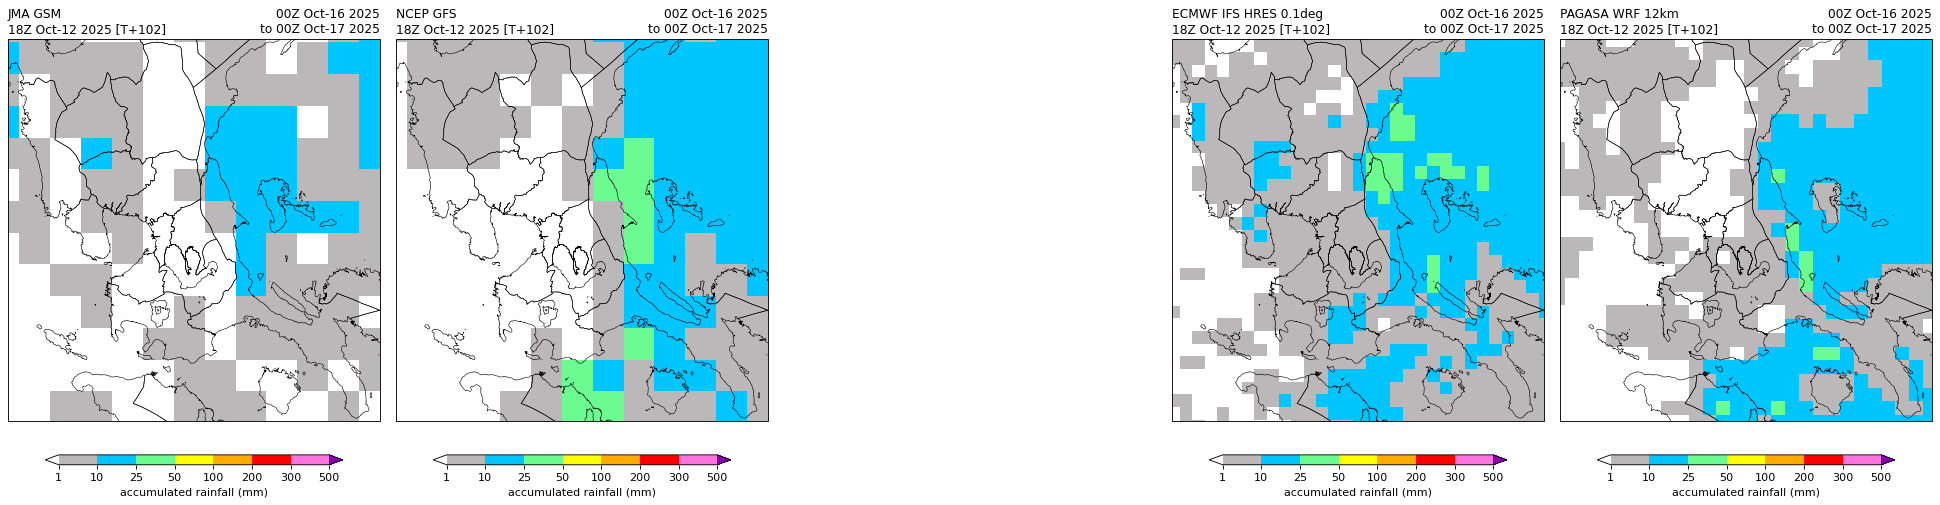 JMA GSM 00Z Oct-16 2025
18Z Oct-12 2025 [T+102] to 00Z Oct-17 2025
1 10 25 50 100 200 300 500
accumulated rainfall (mm)
NCEP GFS 00Z Oct-16 2025
18Z Oct-12 2025 [T+102] to 00Z Oct-17 2025
1 10 25 50 100 200 300 500
accumulated rainfall (mm)
ECMWF IFS HRES 0.1deg 00Z Oct-16 2025
18Z Oct-12 2025 [T+102] to 00Z Oct-17 2025
1 10 25 50 100 200 300 500
accumulated rainfall (mm)
PAGASA WRF 12km 00Z Oct-16 2025
18Z Oct-12 2025 [T+102] to 00Z Oct-17 2025
1 10 25 50 100 200 300 500
accumulated rainfall (mm)